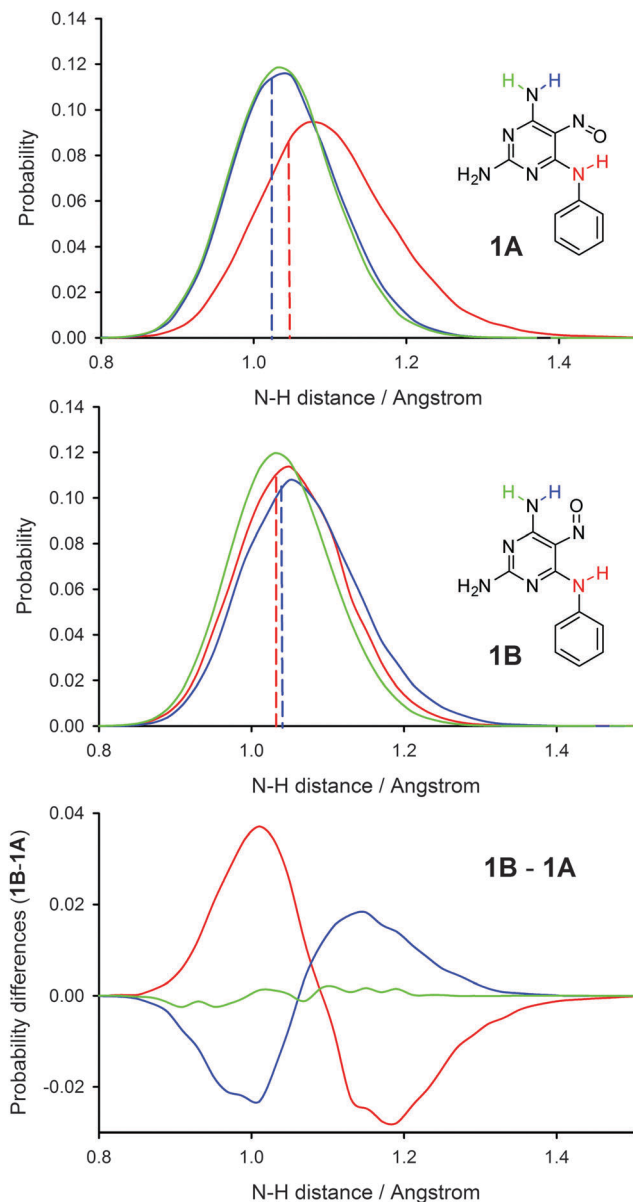 0.14
0.12
0.10
0.08
0.06
0.04
0.02
0.00
Probability
0.8
1.0
1.2
1.4
N-H distance / Angstrom
H
H
N
N
O
N
H
H₂N
N
N
1A
0.14
0.12
0.10
0.08
0.06
0.04
0.02
0.00
Probability
0.8
1.0
1.2
1.4
N-H distance / Angstrom
H
H
O
N
N
N
H
H₂N
N
N
1B
0.04
0.02
0.00
-0.02
Probability differences (1B-1A)
1B - 1A
0.8
1.0
1.2
1.4
N-H distance / Angstrom